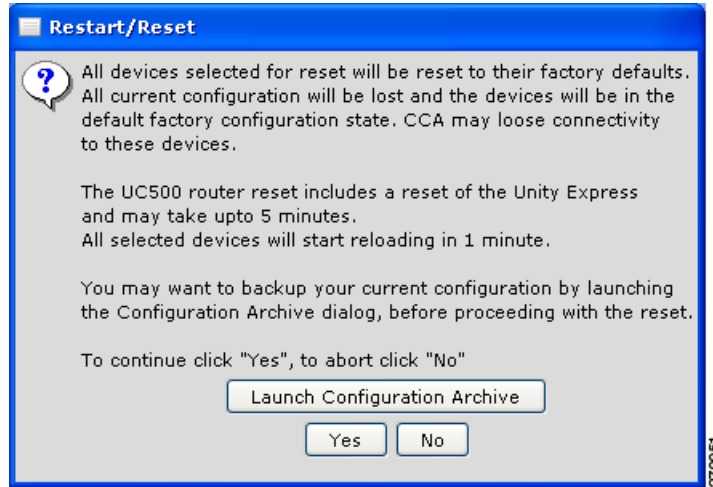 Restart/Reset
All devices selected for reset will be reset to their factory defaults.
All current configuration will be lost and the devices will be in the
default factory configuration state. CCA may loose connectivity
to these devices.
The UC500 router reset includes a reset of the Unity Express
and may take upto 5 minutes.
All selected devices will start reloading in 1 minute.
You may want to backup your current configuration by launching
the Configuration Archive dialog, before proceeding with the reset.
To continue click "Yes", to abort click "No"
Launch Configuration Archive
Yes No